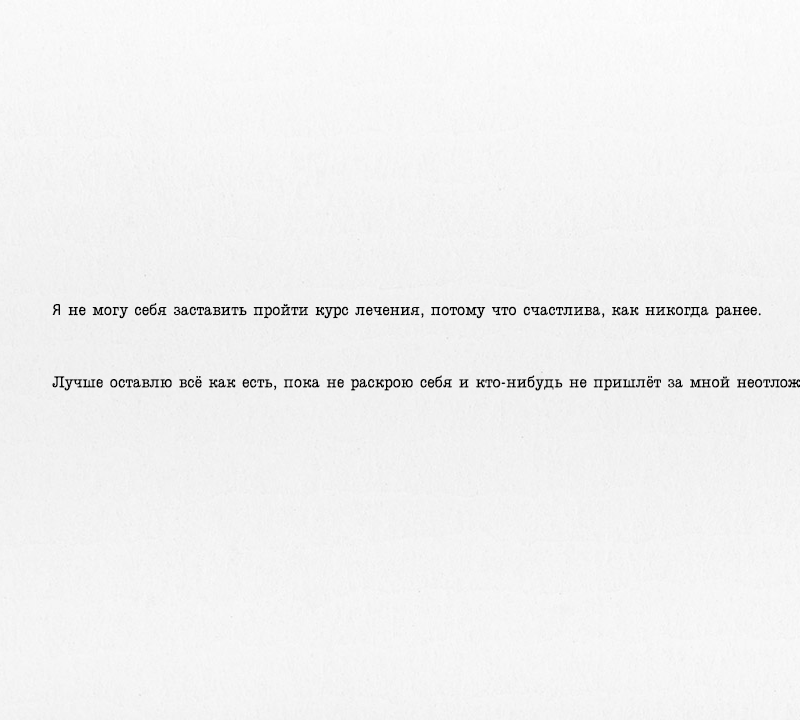 Я не могу себя заставить пройти курс лечения, потому что счастлива, как никогда ранее.
Лучше оставлю всё как есть, пока не раскрою себя и кто-нибудь не пришлёт за мной